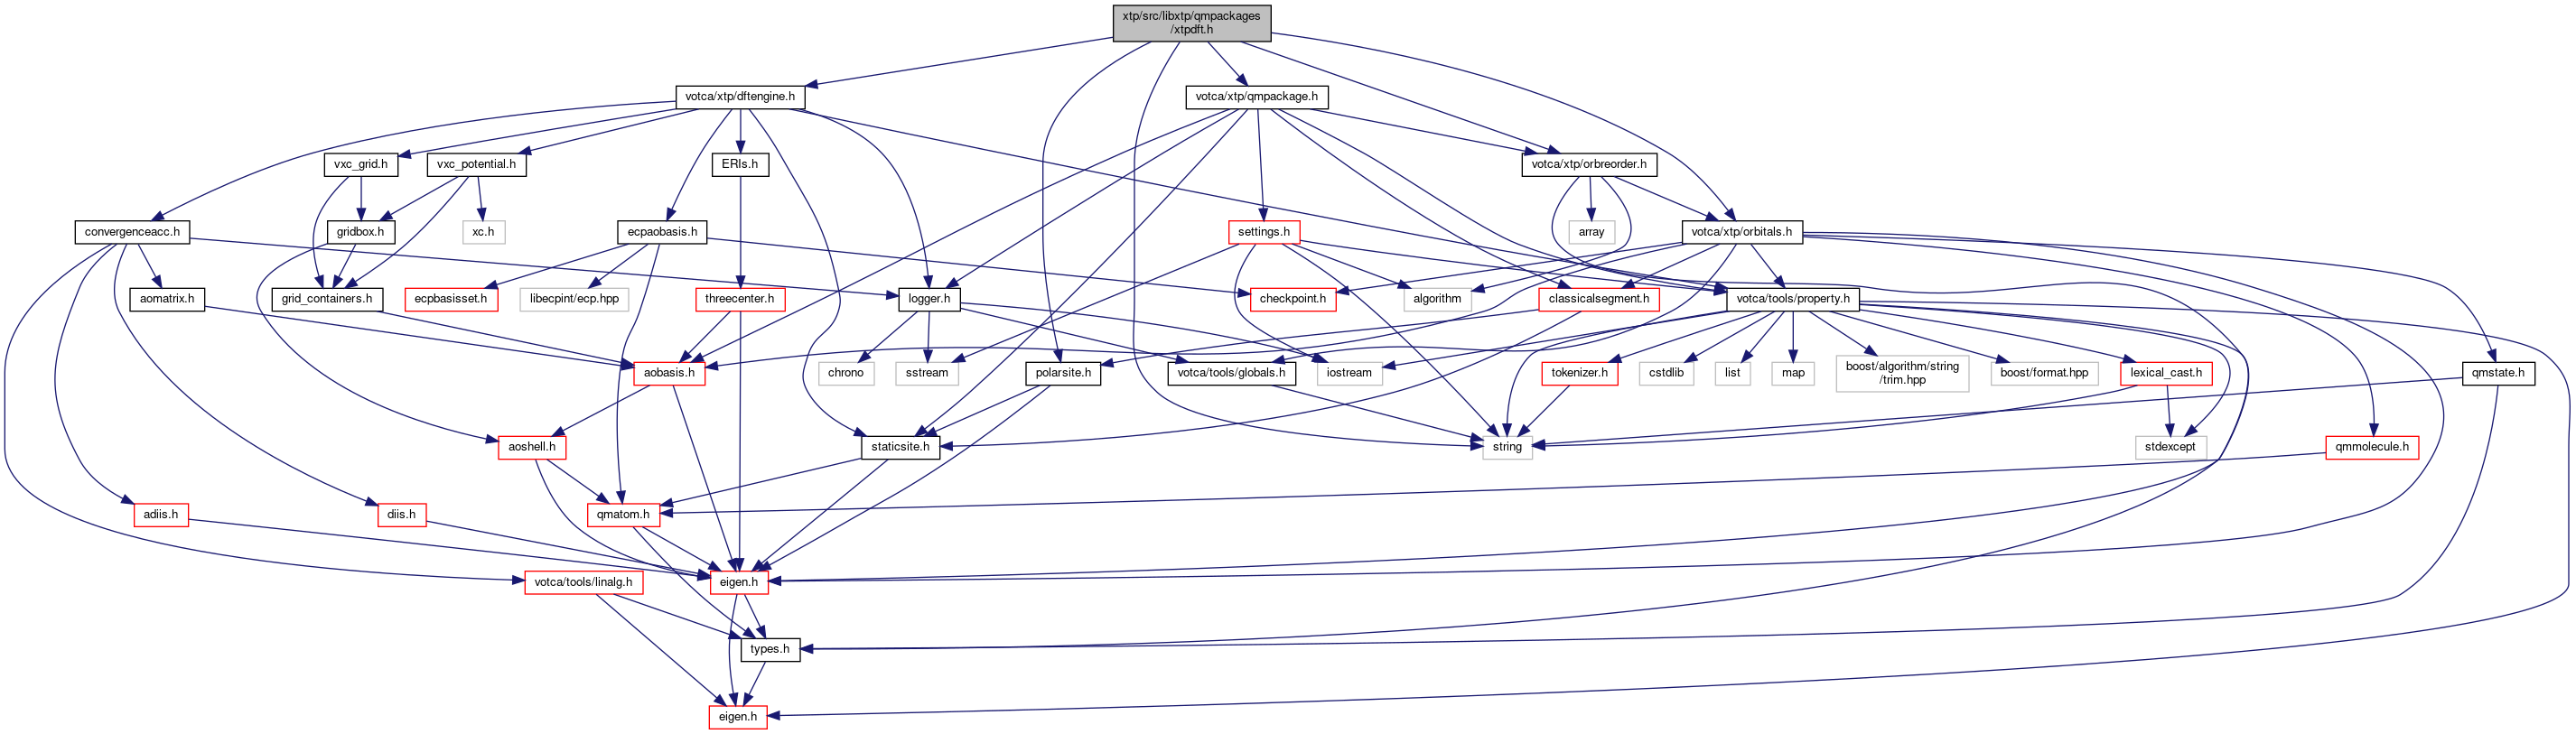 xtp/src/libxtp/qmpackages
/xtpdft.h
votca/xtp/dftengine.h
votca/xtp/qmpackage.h
vxc_grid.h
vxc_potential.h
ERIs.h
votca/xtp/orbreorder.h
convergenceacc.h
gridbox.h
xc.h
ecpaobasis.h
settings.h
array
votca/xtp/orbitals.h
aomatrix.h
grid_containers.h
ecpbasisset.h
libecpint/ecp.hpp
threecenter.h
logger.h
checkpoint.h
algorithm
classicalsegment.h
votca/tools/property.h
aobasis.h
chrono
sstream
polarsite.h
votca/tools/globals.h
iostream
tokenizer.h
cstdlib
list
map
boost/algorithm/string
/trim.hpp
boost/format.hpp
lexical_cast.h
qmstate.h
aoshell.h
staticsite.h
string
stdexcept
qmmolecule.h
adiis.h
diis.h
qmatom.h
votca/tools/linalg.h
eigen.h
types.h
eigen.h